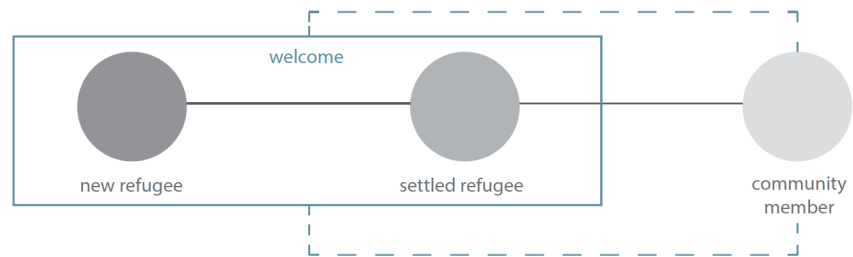 welcome
new refugee
settled refugee
community
member